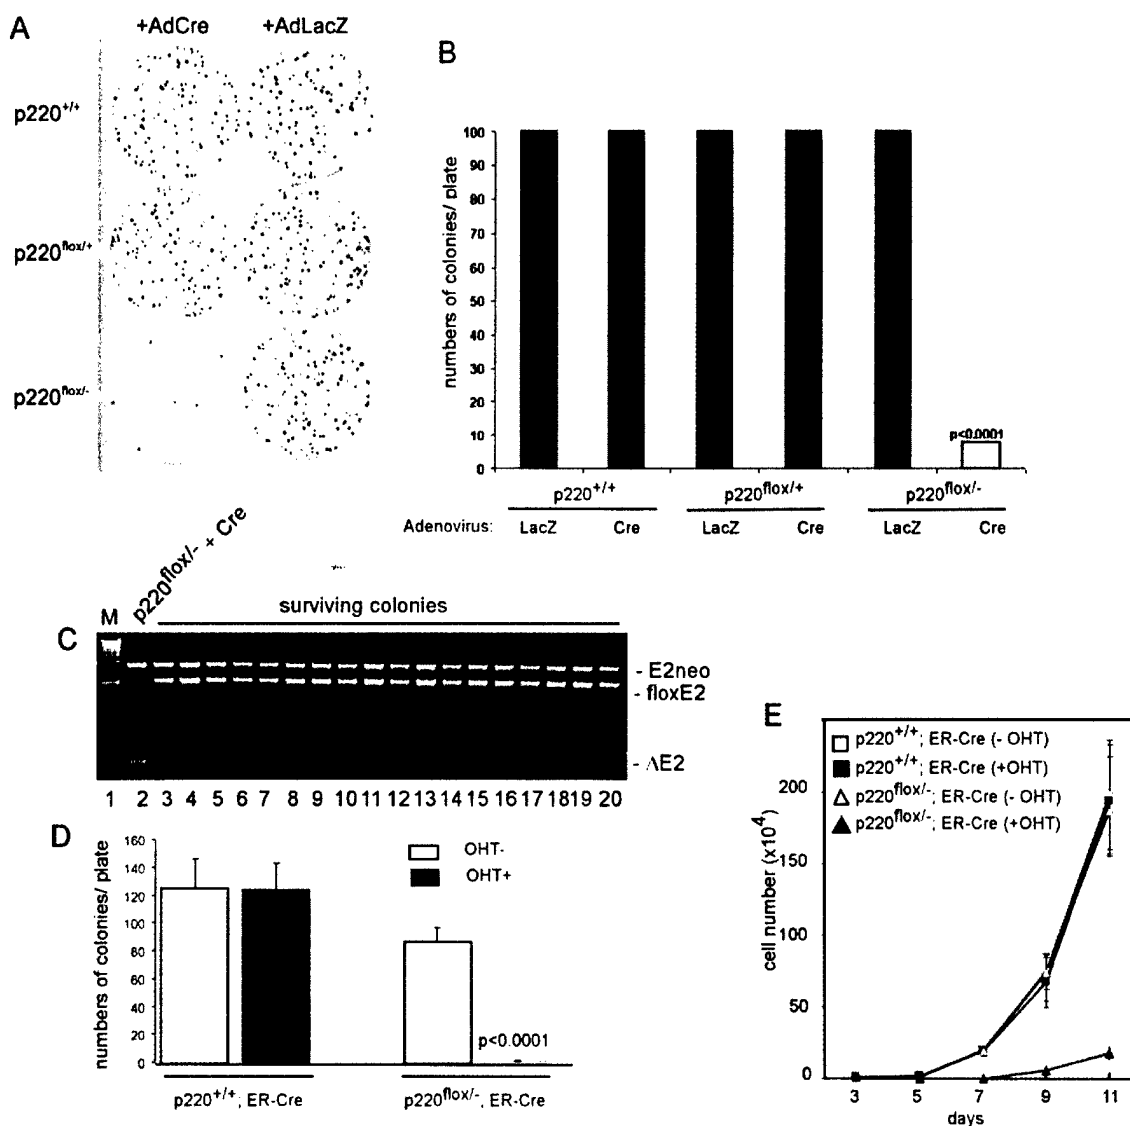 A
+AdCre +AdLacZ
p220+/+
p220flox/+
p220flox/-
B
numbers of colonies/ plate
100
90
80
70
60
50
40
30
20
10
0
p<0.0001
p220+/+ p220flox/+ p220flox/-
Adenovirus: LacZ Cre LacZ Cre LacZ Cre
C
M p220flox/- + Cre surviving colonies
- E2neo
- floxE2
- ΔE2
1 2 3 4 5 6 7 8 9 10 11 12 13 14 15 16 17 18 19 20
D
numbers of colonies/ plate
160
140
120
100
80
60
40
20
0
OHT-
OHT+
p<0.0001
p220+/+; ER-Cre p220flox/-, ER-Cre
E
p220+/+; ER-Cre (- OHT)
p220+/+; ER-Cre (+OHT)
p220flox/-; ER-Cre (- OHT)
p220flox/-; ER-Cre (+OHT)
cell number (x104)
200
150
100
50
0
3 5 7 9 11
days